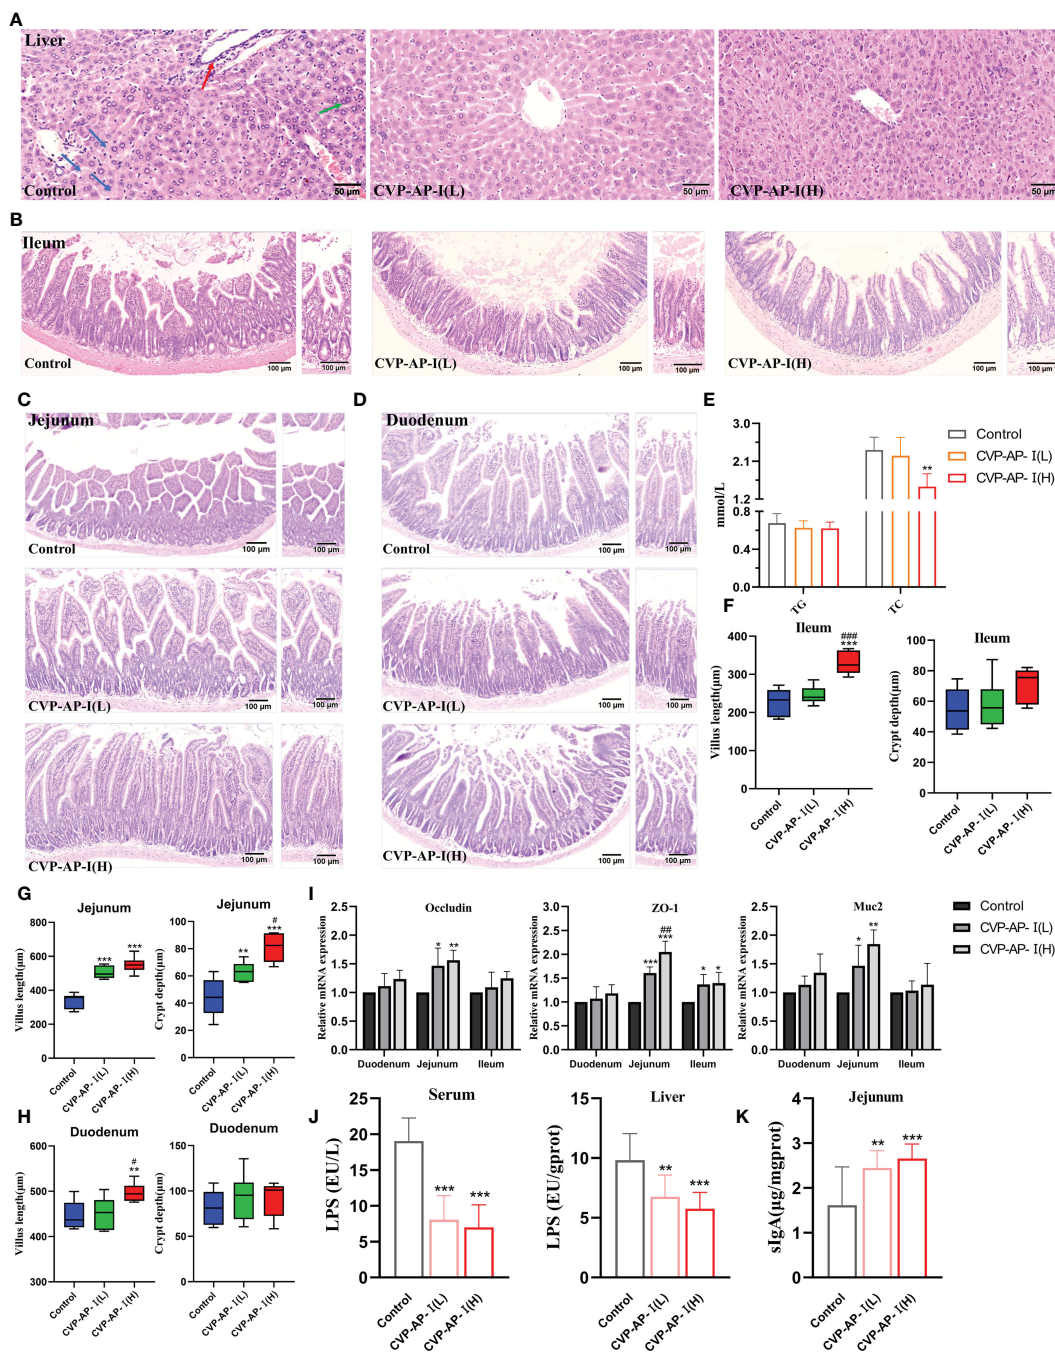 A
Liver
Control
50 µm
CVP-AP-I(L)
50 µm
CVP-AP-I(H)
50 µm
B
Ileum
Control
100 µm
100 µm
CVP-AP-I(L)
100 µm
100 µm
CVP-AP-I(H)
100 µm
100 µm
C
Jejunum
Control
100 µm
100 µm
CVP-AP-I(L)
100 µm
100 µm
CVP-AP-I(H)
100 µm
100 µm
D
Duodenum
Control
100 µm
100 µm
CVP-AP-I(L)
100 µm
100 µm
CVP-AP-I(H)
100 µm
100 µm
E
mmol/L
3.0
2.1
1.2
0.8
0.4
0.0
**
TG
TC
Control
CVP-AP- I(L)
CVP-AP- I(H)
F
Ileum
Villus length(µm)
400
300
200
100
0
###
***
Control
CVP-AP-I(L)
CVP-AP-I(H)
Ileum
Crypt depth(µm)
100
80
60
40
20
0
Control
CVP-AP-I(L)
CVP-AP-I(H)
G
Jejunum
Villus length(µm)
800
600
400
200
0
***
***
Control
CVP-AP- I(L)
CVP-AP- I(H)
Jejunum
Crypt depth(µm)
100
80
60
40
20
0
**
#
***
Control
CVP-AP- I(L)
CVP-AP- I(H)
H
Duodenum
Villus length(µm)
600
500
400
300
#
**
Control
CVP-AP- I(L)
CVP-AP- I(H)
Duodenum
Crypt depth(µm)
150
100
50
0
Control
CVP-AP- I(L)
CVP-AP- I(H)
I
Occludin
Relative mRNA expression
2.5
2.0
1.5
1.0
0.5
0.0
*
**
Duodenum
Jejunum
Ileum
ZO-1
Relative mRNA expression
3.0
2.5
2.0
1.5
1.0
0.5
0.0
***
##
***
*
*
Duodenum
Jejunum
Ileum
Muc2
Relative mRNA expression
2.5
2.0
1.5
1.0
0.5
0.0
*
**
Duodenum
Jejunum
Ileum
Control
CVP-AP- I(L)
CVP-AP- I(H)
J
Serum
LPS (EU/L)
25
20
15
10
5
0
***
***
Control
CVP-AP- I(L)
CVP-AP- I(H)
Liver
LPS (EU/gprot)
15
10
5
0
**
***
Control
CVP-AP- I(L)
CVP-AP- I(H)
K
Jejunum
sIgA(µg/mgprot)
4
3
2
1
0
**
***
Control
CVP-AP- I(L)
CVP-AP- I(H)